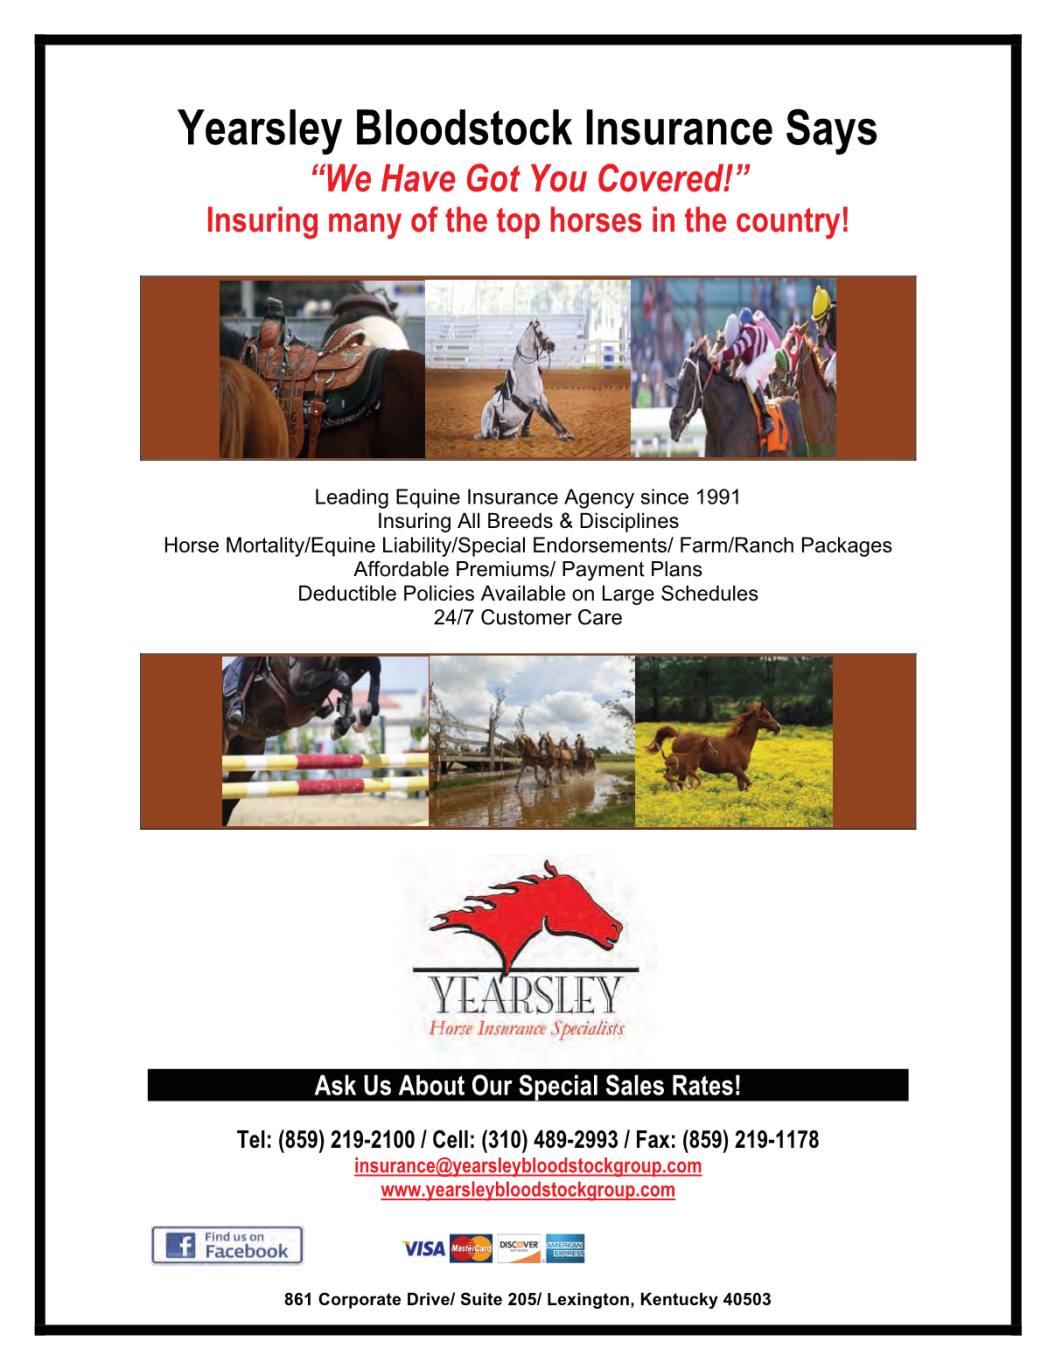 Yearsley Bloodstock Insurance Says
“We Have Got You Covered!”
Insuring many of the top horses in the country!
Leading Equine Insurance Agency since 1991
Insuring All Breeds & Disciplines
Horse Mortality/Equine Liability/Special Endorsements/ Farm/Ranch Packages
Affordable Premiums/ Payment Plans
Deductible Policies Available on Large Schedules
24/7 Customer Care
YEARSLEY
Horse Insurance Specialists
Ask Us About Our Special Sales Rates!
Tel: (859) 219-2100 / Cell: (310) 489-2993 / Fax: (859) 219-1178
insurance@yearsleybloodstockgroup.com
www.yearsleybloodstockgroup.com
Find us on
Facebook
VISA MasterCard DISCOVER NETWORK AMERICAN EXPRESS
861 Corporate Drive/ Suite 205/ Lexington, Kentucky 40503